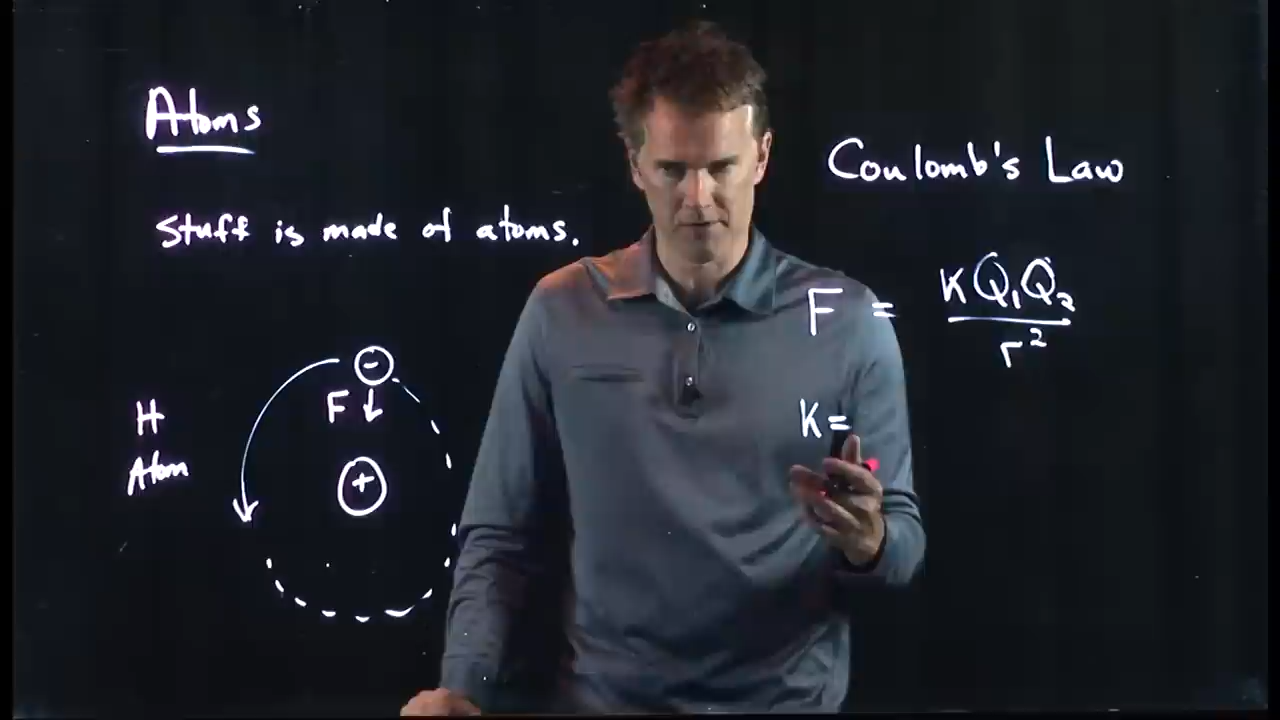 Atoms
Stuff is made of atoms.
H
Atom
-
F ↓
+
Coulomb's Law
F = KQ₁Q₂
r²
K=